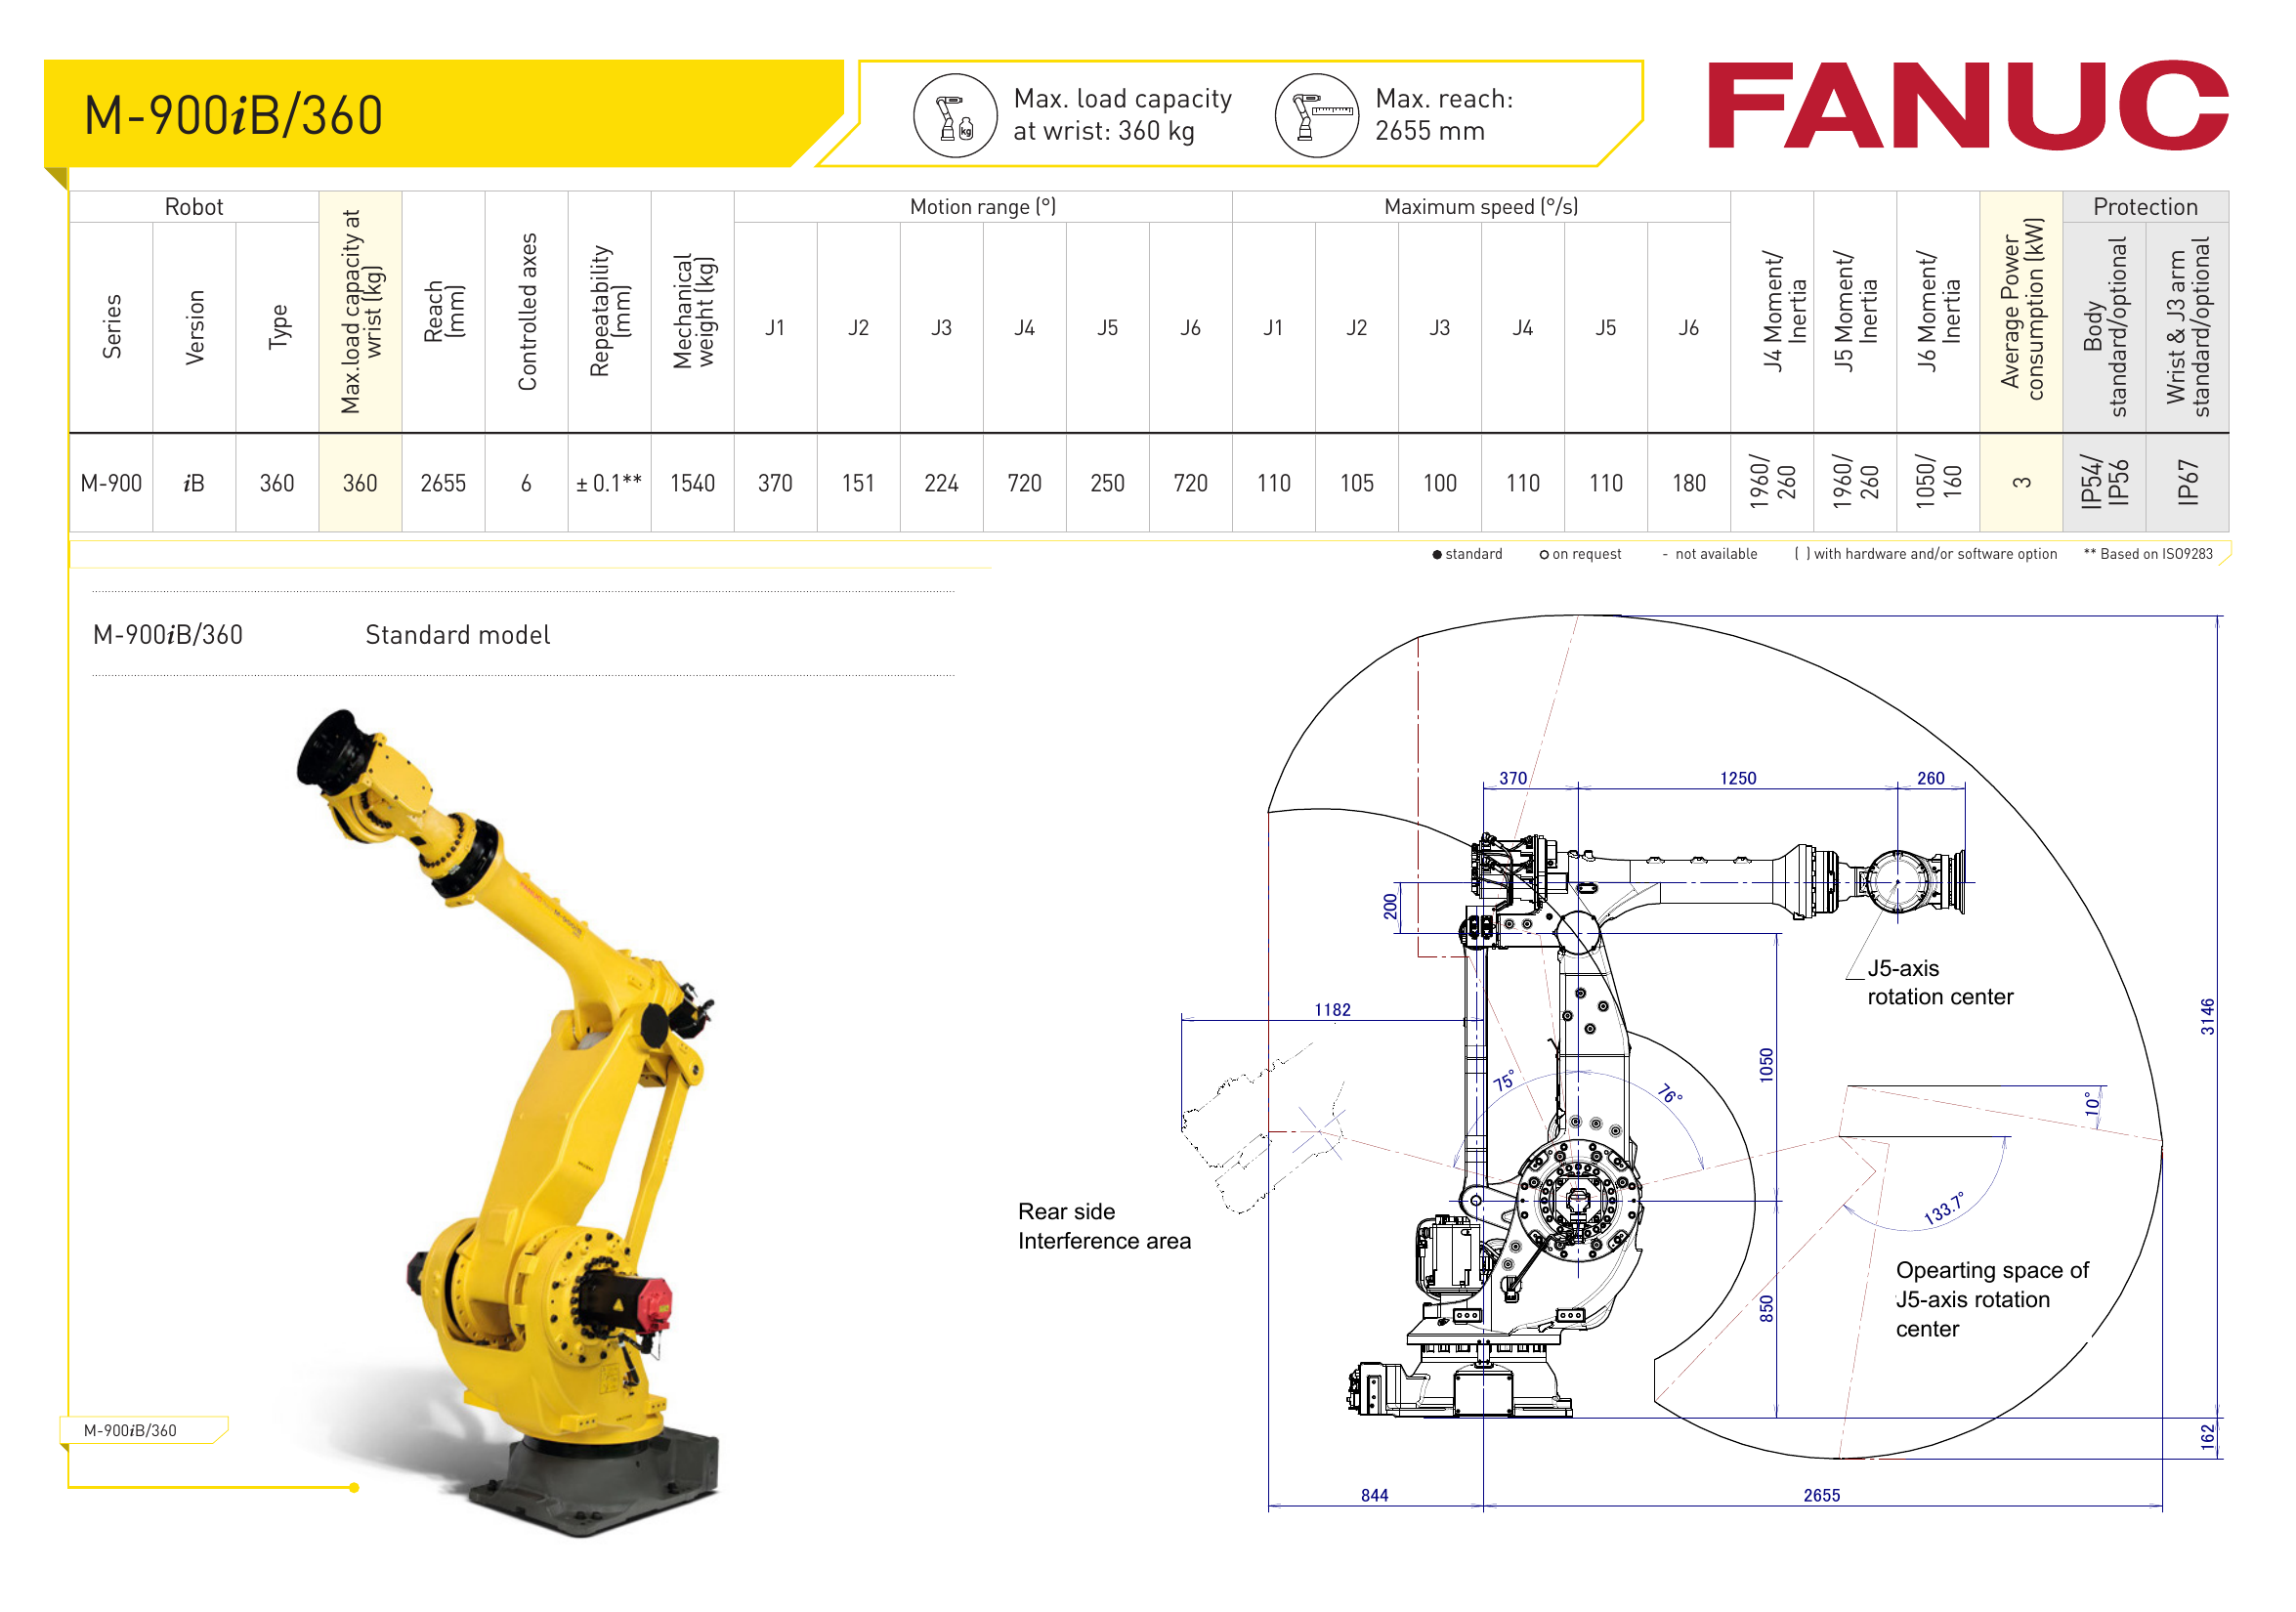 M-900iB/360
Max. load capacity
at wrist: 360 kg
Max. reach:
2655 mm
FANUC
kg
Robot
Motion range (°)
Maximum speed (°/s)
Protection
Series
Version
Type
Max.load capacity at
wrist (kg)
Reach
(mm)
Controlled axes
Repeatability
(mm)
Mechanical
weight (kg)
J1
J2
J3
J4
J5
J6
J1
J2
J3
J4
J5
J6
J4 Moment/
Inertia
J5 Moment/
Inertia
J6 Moment/
Inertia
Average Power
consumption (kW)
Body
standard/optional
Wrist & J3 arm
standard/optional
M-900
iB
360
360
2655
6
± 0.1**
1540
370
151
224
720
250
720
110
105
100
110
110
180
1960/
260
1960/
260
1050/
160
3
IP54/
IP56
IP67
● standard
○ on request
- not available
( ) with hardware and/or software option
** Based on ISO9283
M-900iB/360
Standard model
370
1250
260
200
J5-axis
rotation center
1182
3146
1050
75°
76°
10°
133.7°
Rear side
Interference area
Opearting space of
J5-axis rotation
center
850
162
M-900iB/360
844
2655